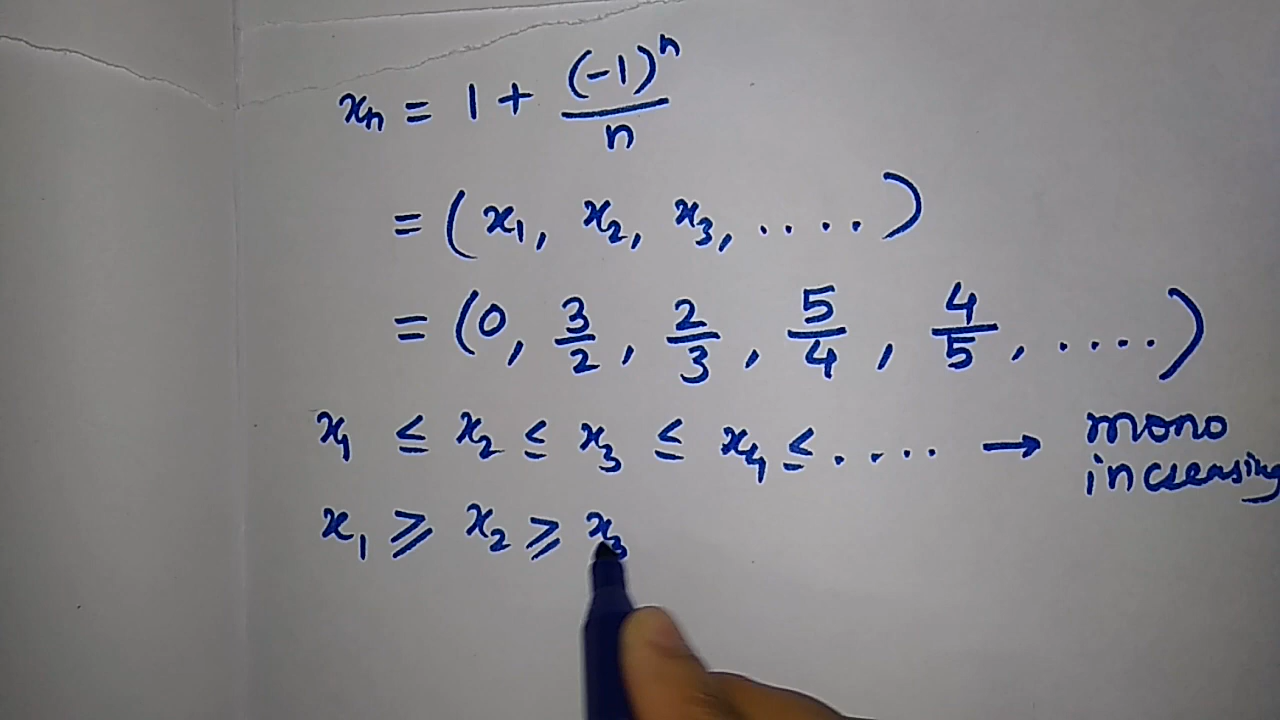 xₙ = 1 + (-1)ⁿ/n
= (x₁, x₂, x₃, ....)
= (0, 3/2, 2/3, 5/4, 4/5, ....)
x₁ ≤ x₂ ≤ x₃ ≤ x₄ ≤ .... → mono
increasing
x₁ ≥ x₂ ≥ x₃